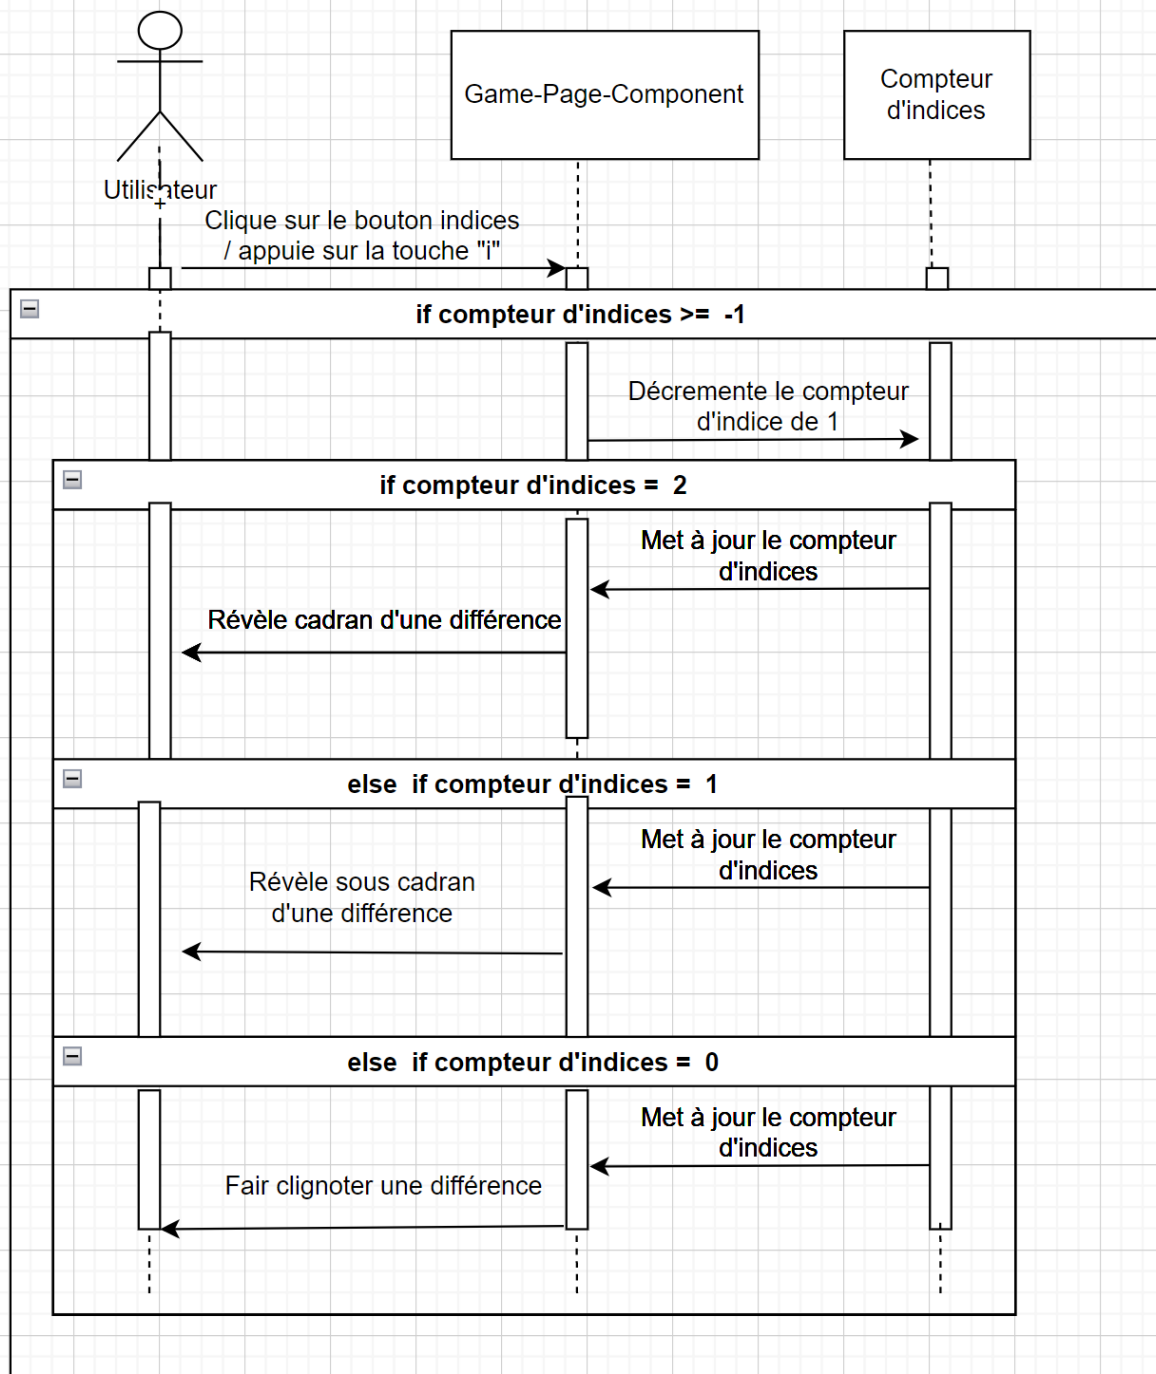 Utilisateur
Game-Page-Component
Compteur
d'indices
Clique sur le bouton indices
/ appuie sur la touche "i"
if compteur d'indices >= -1
Décremente le compteur
d'indice de 1
if compteur d'indices = 2
Met à jour le compteur
d'indices
Révèle cadran d'une différence
else if compteur d'indices = 1
Met à jour le compteur
d'indices
Révèle sous cadran
d'une différence
else if compteur d'indices = 0
Met à jour le compteur
d'indices
Fair clignoter une différence